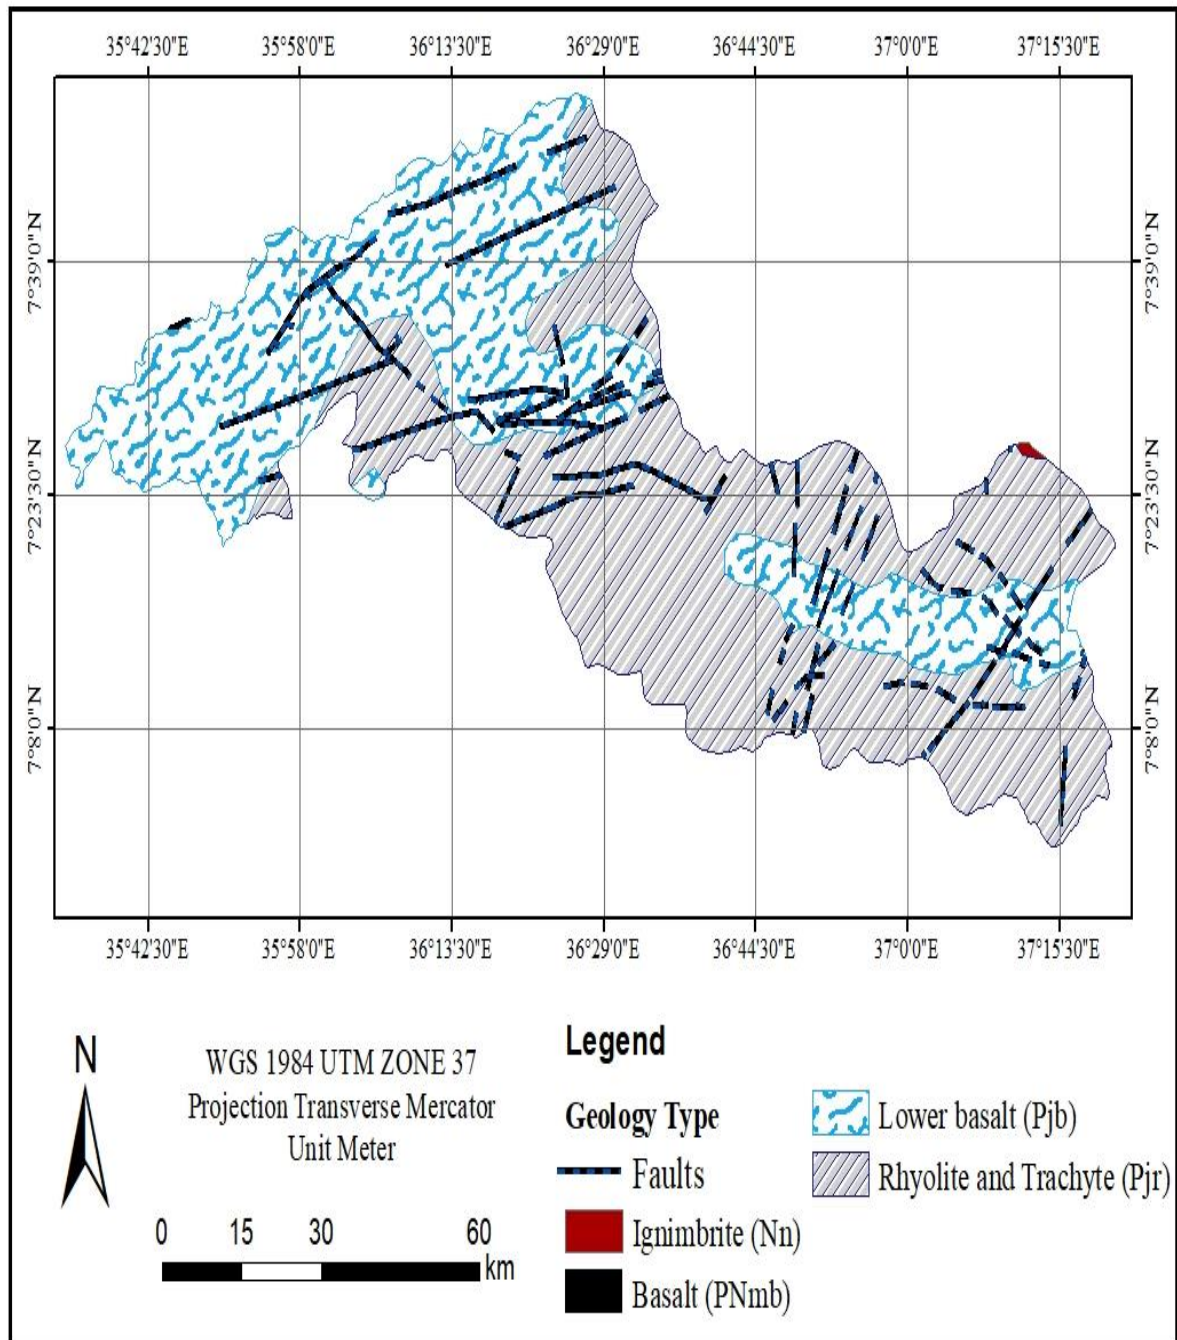 35°42'30"E 35°58'0"E 36°13'30"E 36°29'0"E 36°44'30"E 37°0'0"E 37°15'30"E
7°39'0"N 7°39'0"N
7°23'30"N 7°23'30"N
7°8'0"N 7°8'0"N
35°42'30"E 35°58'0"E 36°13'30"E 36°29'0"E 36°44'30"E 37°0'0"E 37°15'30"E
N
WGS 1984 UTM ZONE 37
Projection Transverse Mercator
Unit Meter
0 15 30 60
km
Legend
Geology Type
Faults
Ignimbrite (Nn)
Basalt (PNmb)
Lower basalt (Pjb)
Rhyolite and Trachyte (Pjr)